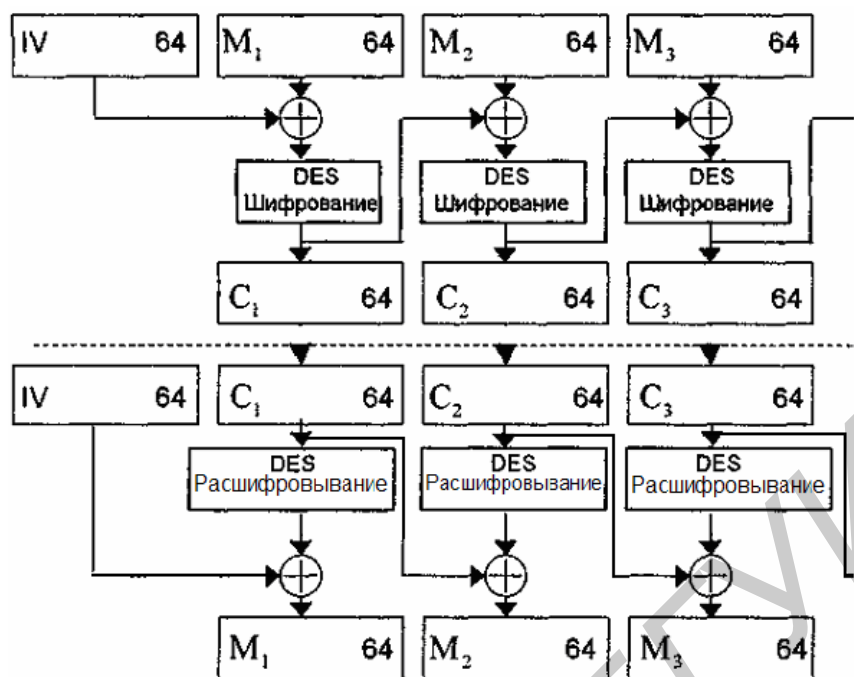 IV 64 M₁ 64 M₂ 64 M₃ 64
DES DES DES
Шифрование Шифрование Шифрование
C₁ 64 C₂ 64 C₃ 64
IV 64 C₁ 64 C₂ 64 C₃ 64
DES DES DES
Расшифровывание Расшифровывание Расшифровывание
M₁ 64 M₂ 64 M₃ 64